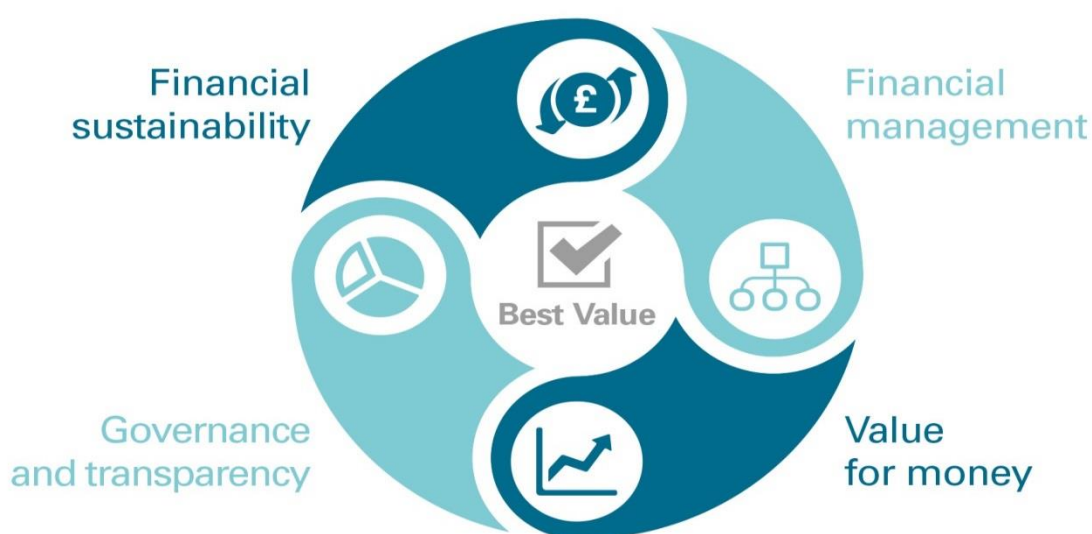 Financial
sustainability
Financial
management
£
Best Value
Governance
and transparency
Value
for money